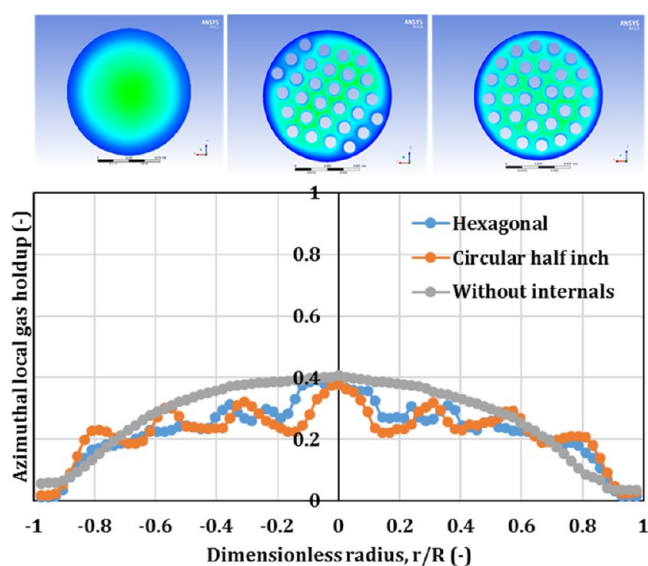 ANSYS
ANSYS
ANSYS
Azimuthal local gas holdup (-)
1
0.8
0.6
0.4
0.2
0
Hexagonal
Circular half inch
Without internals
-1 -0.8 -0.6 -0.4 -0.2 0 0.2 0.4 0.6 0.8 1
Dimensionless radius, r/R (-)